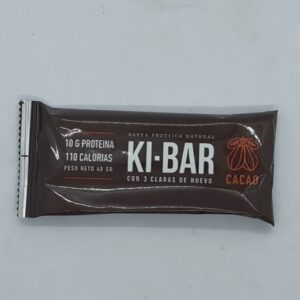 BARRA PROTEICA NATURAL
10 G PROTEINA
110 CALORIAS
PESO NETO 40 GR
KI-BAR
CON 3 CLARAS DE HUEVO
CACAO